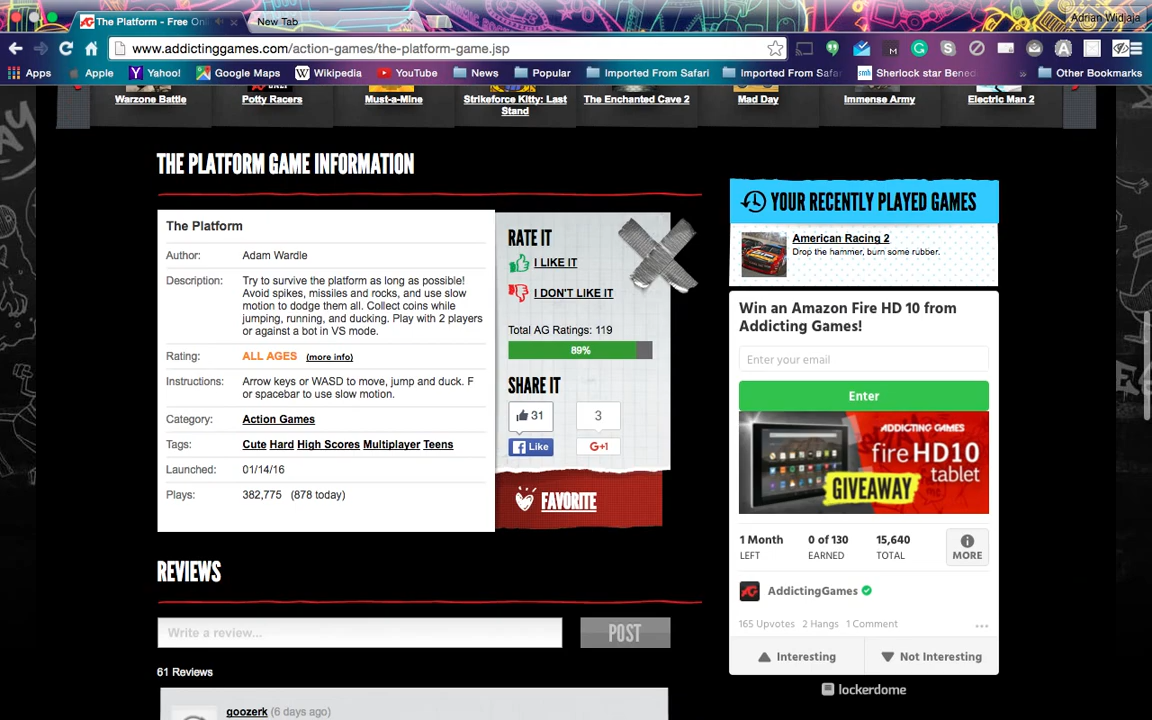 The Platform - Free Onl
New Tab
Adrian Widjaja
www.addictinggames.com/action-games/the-platform-game.jsp
Apps Apple Yahoo! Google Maps Wikipedia YouTube News Popular Imported From Safari Imported From Safa Sherlock star Bened » Other Bookmarks
Warzone Battle
Potty Racers
Must-a-Mine
Strikeforce Kitty: Last
Stand
The Enchanted Cave 2
Mad Day
Immense Army
Electric Man 2
THE PLATFORM GAME INFORMATION
The Platform
Author: Adam Wardle
Description: Try to survive the platform as long as possible!
Avoid spikes, missiles and rocks, and use slow
motion to dodge them all. Collect coins while
jumping, running, and ducking. Play with 2 players
or against a bot in VS mode.
Rating: ALL AGES (more info)
Instructions: Arrow keys or WASD to move, jump and duck. F
or spacebar to use slow motion.
Category: Action Games
Tags: Cute Hard High Scores Multiplayer Teens
Launched: 01/14/16
Plays: 382,775 (878 today)
RATE IT
I LIKE IT
I DON'T LIKE IT
Total AG Ratings: 119
89%
SHARE IT
31
3
Like
G+1
FAVORITE
REVIEWS
Write a review...
POST
61 Reviews
goozerk (6 days ago)
YOUR RECENTLY PLAYED GAMES
American Racing 2
Drop the hammer, burn some rubber.
Win an Amazon Fire HD 10 from
Addicting Games!
Enter your email
Enter
ADDICTING GAMES
fire HD10
tablet
GIVEAWAY
1 Month 0 of 130 15,640
LEFT EARNED TOTAL MORE
AddictingGames
165 Upvotes 2 Hangs 1 Comment
Interesting Not Interesting
lockerdome